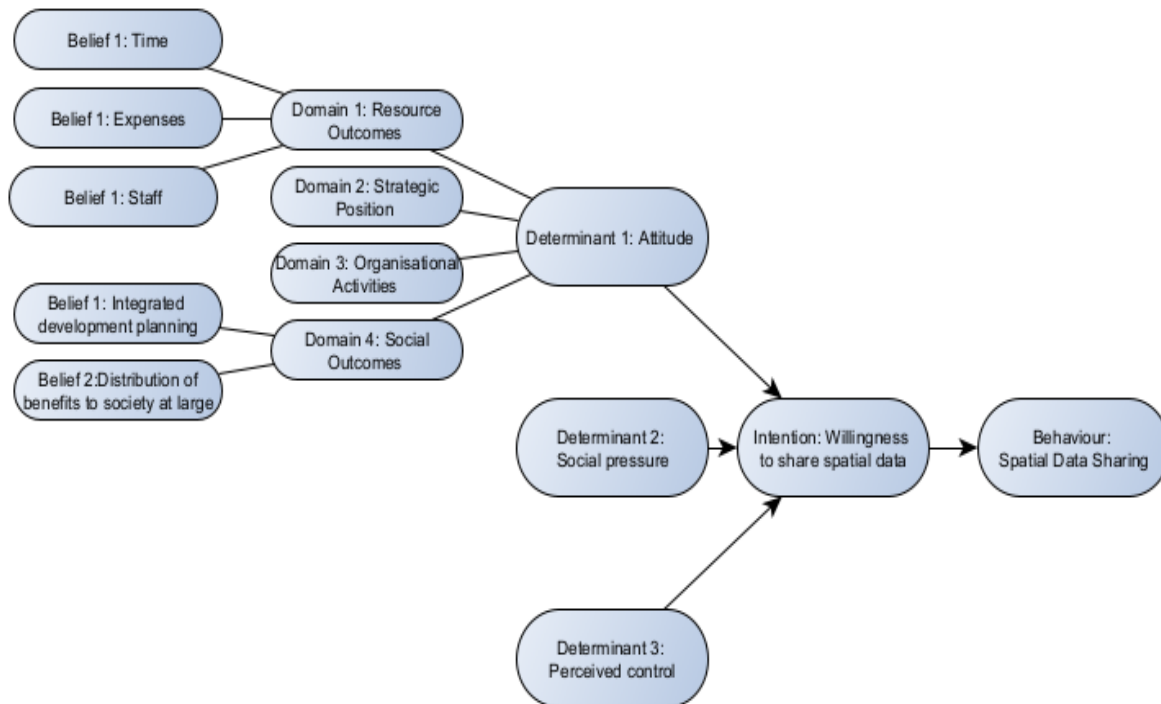 Belief 1: Time
Belief 1: Expenses
Belief 1: Staff
Domain 1: Resource
Outcomes
Domain 2: Strategic
Position
Domain 3: Organisational
Activities
Domain 4: Social
Outcomes
Belief 1: Integrated
development planning
Belief 2:Distribution of
benefits to society at large
Determinant 1: Attitude
Determinant 2:
Social pressure
Determinant 3:
Perceived control
Intention: Willingness
to share spatial data
Behaviour:
Spatial Data Sharing